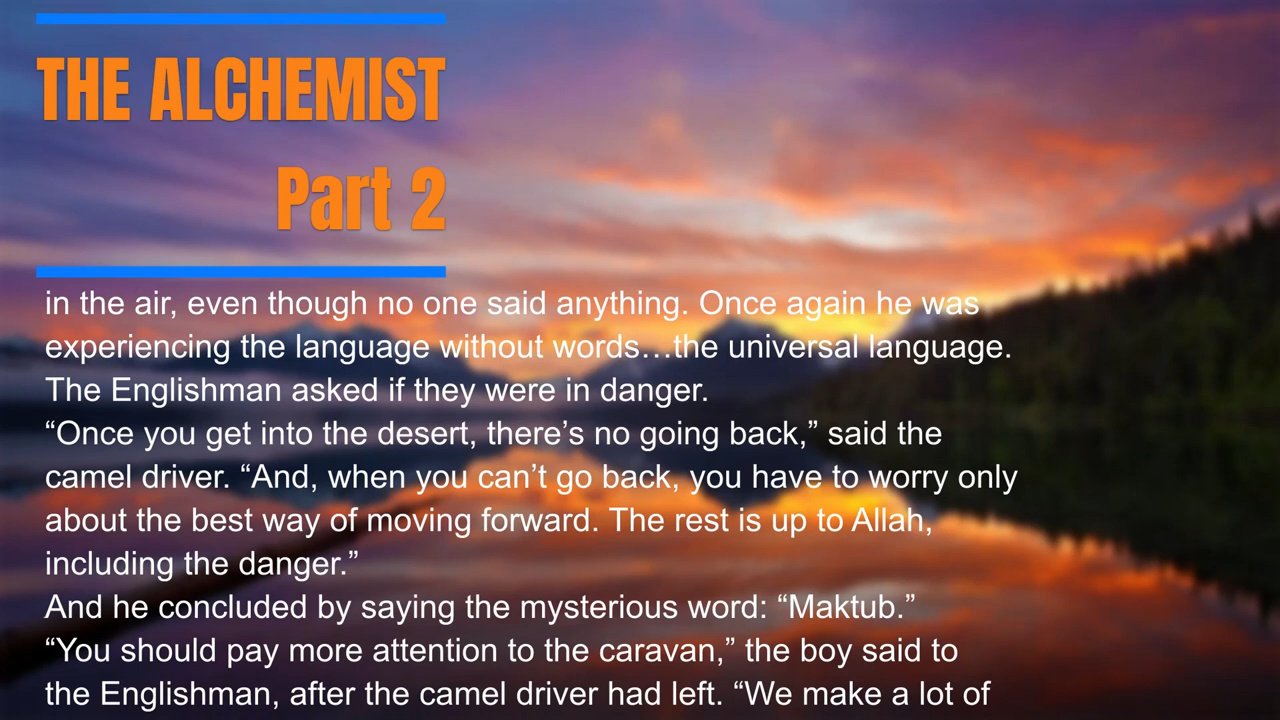 THE ALCHEMIST
Part 2
in the air, even though no one said anything. Once again he was
experiencing the language without words…the universal language.
The Englishman asked if they were in danger.
“Once you get into the desert, there’s no going back,” said the
camel driver. “And, when you can’t go back, you have to worry only
about the best way of moving forward. The rest is up to Allah,
including the danger.”
And he concluded by saying the mysterious word: “Maktub.”
“You should pay more attention to the caravan,” the boy said to
the Englishman, after the camel driver had left. “We make a lot of